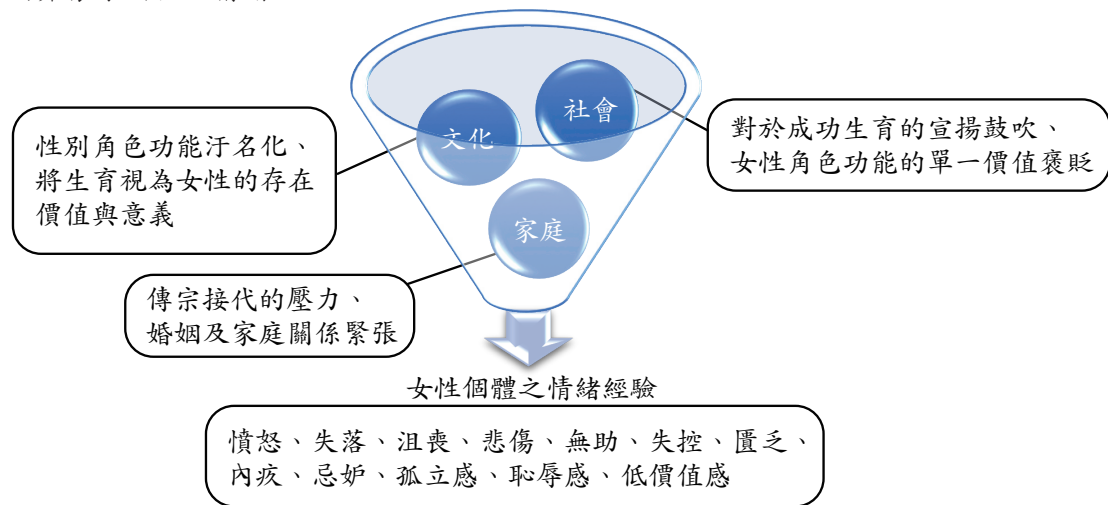 社會
文化
家庭
性別角色功能汙名化、
將生育視為女性的存在
價值與意義
對於成功生育的宣揚鼓吹、
女性角色功能的單一價值褒貶
傳宗接代的壓力、
婚姻及家庭關係緊張
女性個體之情緒經驗
憤怒、失落、沮喪、悲傷、無助、失控、匱乏、
內疚、忌妒、孤立感、恥辱感、低價值感